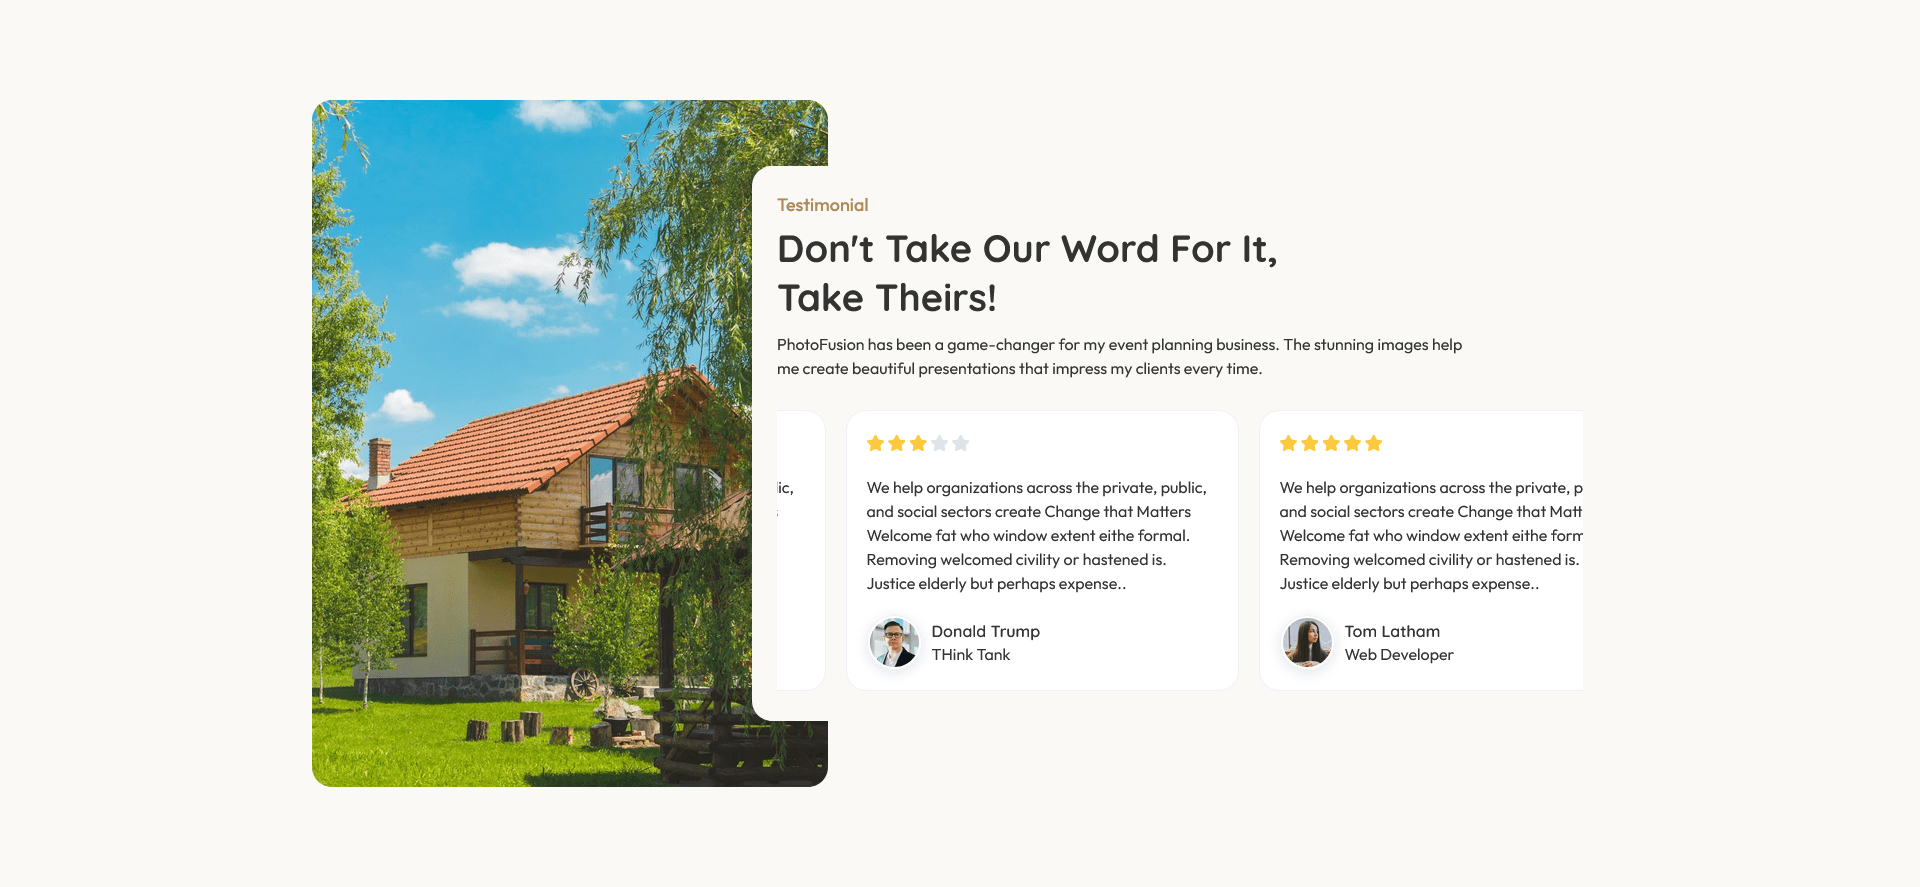 Testimonial
Don't Take Our Word For It,
Take Theirs!
PhotoFusion has been a game-changer for my event planning business. The stunning images help
me create beautiful presentations that impress my clients every time.
ic,
We help organizations across the private, public,
and social sectors create Change that Matters
Welcome fat who window extent eithe formal.
Removing welcomed civility or hastened is.
Justice elderly but perhaps expense..
Donald Trump
THink Tank
We help organizations across the private, p
and social sectors create Change that Matt
Welcome fat who window extent eithe form
Removing welcomed civility or hastened is.
Justice elderly but perhaps expense..
Tom Latham
Web Developer